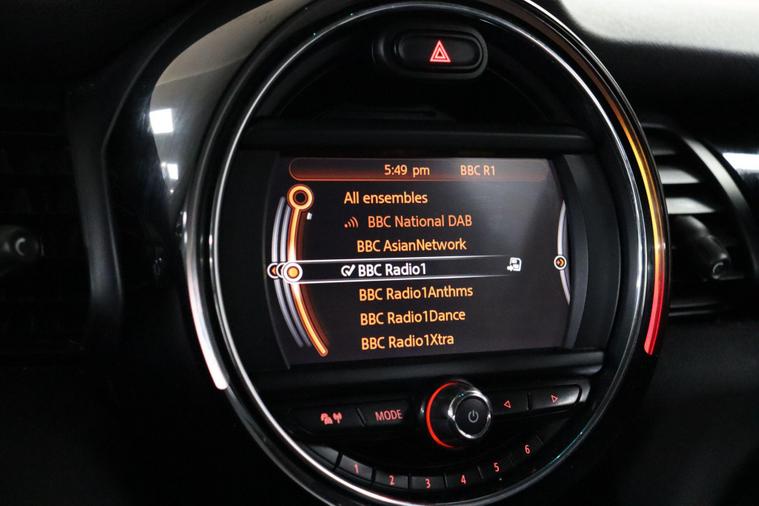 5:49 pm BBC R1
All ensembles
BBC National DAB
BBC AsianNetwork
BBC Radio1
BBC Radio1Anthms
BBC Radio1Dance
BBC Radio1Xtra
MODE
1 2 3 4 5 6